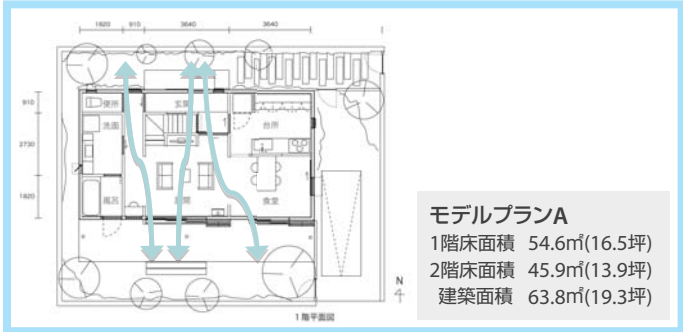 1820 910 3640 3640
910
2730
1820
便所
玄関
洗面
台所
風呂
居間
食堂
N
1階平面図
モデルプランA
1階床面積 54.6㎡(16.5坪)
2階床面積 45.9㎡(13.9坪)
建築面積 63.8㎡(19.3坪)